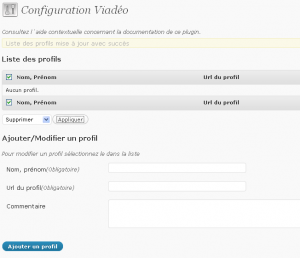 Configuration Viadéo
Consultez l'aide contextuelle concernant la documentation de ce plugin.
Liste des profils mise à jour avec succès
Liste des profils
Nom, Prénom Url du profil
Aucun profil.
Nom, Prénom Url du profil
Supprimer Appliquer
Ajouter/Modifier un profil
Pour modifier un profil sélectionnez le dans la liste
Nom, prénom(Obligatoire)
Url du profil(Obligatoire)
Commentaire
Ajouter un profil